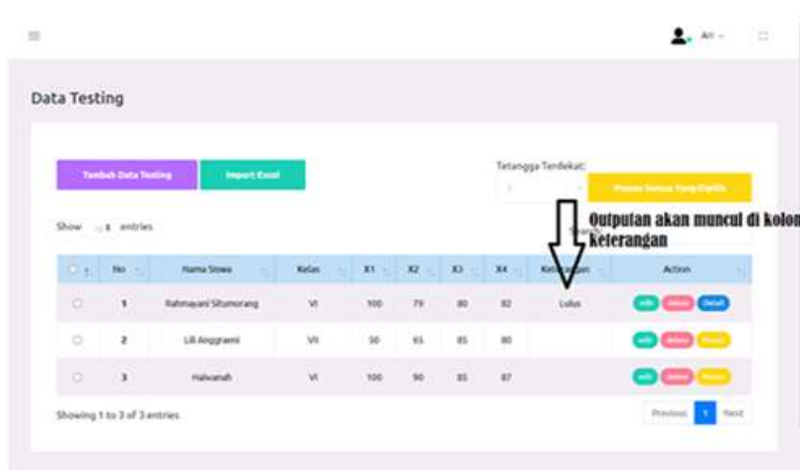 Ari
Data Testing
Tambah Data Testing Import Excel
Tetangga Terdekat:
Proses Semua Yang Dipilih
Show entries
Outputan akan muncul di kolom
keterangan
No Nama Siswa Kelas X1 X2 X3 X4 Keterangan Action
1 Rahmayani Situmorang VI 100 79 80 82 Lulus edit delete Detail
2 Lili Anggraini 50 65 85 80 edit delete Proses
3 Halwanah VI 100 90 85 87 edit delete Proses
Showing 1 to 3 of 3 entries
Previous 1 Next